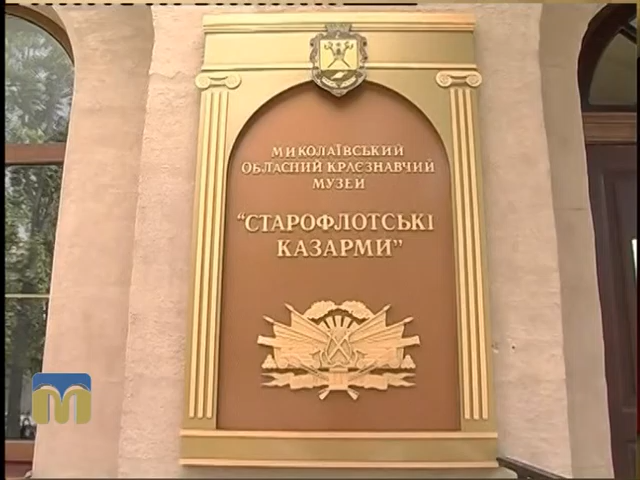 МИКОЛАЇВСЬКИЙ
ОБЛАСНИЙ КРАЄЗНАВЧИЙ
МУЗЕЙ
"СТАРОФЛОТСЬКІ
КАЗАРМИ"
М